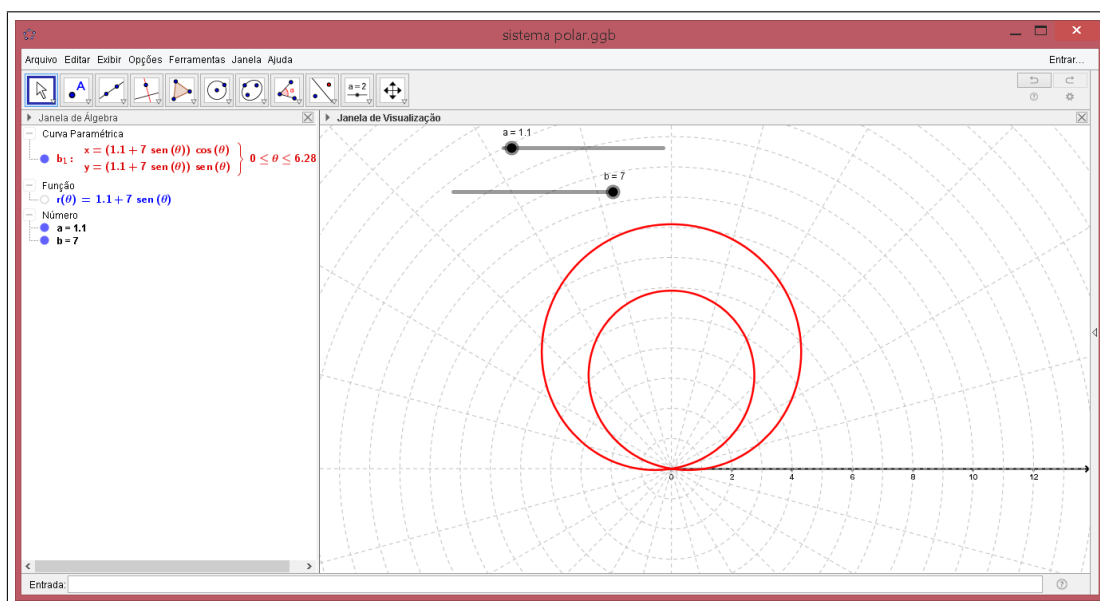 sistema polar.ggb
Arquivo Editar Exibir Opções Ferramentas Janela Ajuda
Entrar...
A
a=2
Janela de Álgebra
Janela de Visualização
Curva Paramétrica
b₁: x = (1.1 + 7 sen (θ)) cos (θ)
y = (1.1 + 7 sen (θ)) sen (θ) } 0 ≤ θ ≤ 6.28
Função
r(θ) = 1.1 + 7 sen (θ)
Número
a = 1.1
b = 7
a = 1.1
b = 7
0 2 4 6 8 10 12
Entrada: